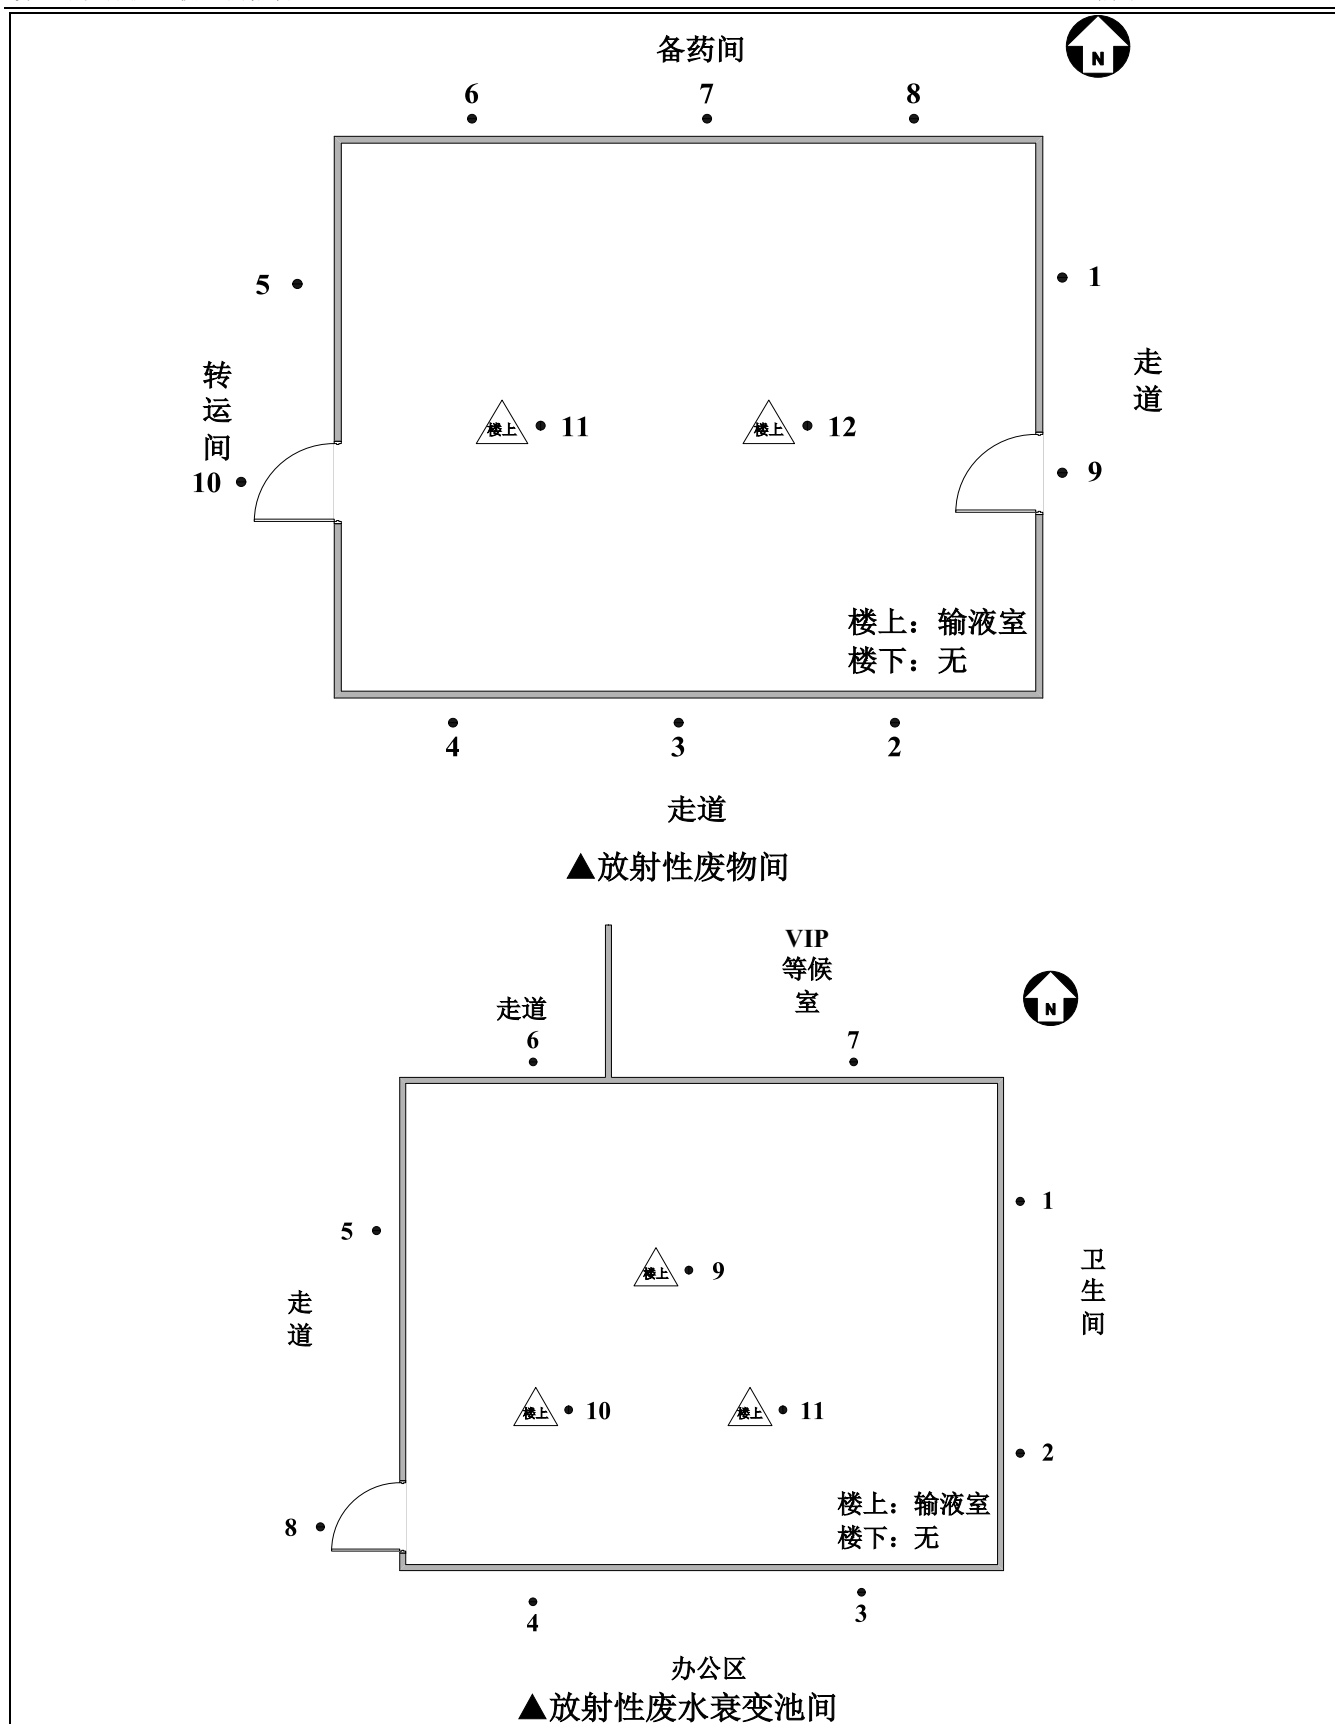 备药间
N
6 7 8
5
1
转运间
走道
楼上 11
楼上 12
10
9
楼上：输液室
楼下：无
4 3 2
走道
▲放射性废物间
VIP
等候
室
N
走道
6
7
1
5
卫生间
走道
楼上 9
楼上 10
楼上 11
2
楼上：输液室
楼下：无
8
4
3
办公区
▲放射性废水衰变池间